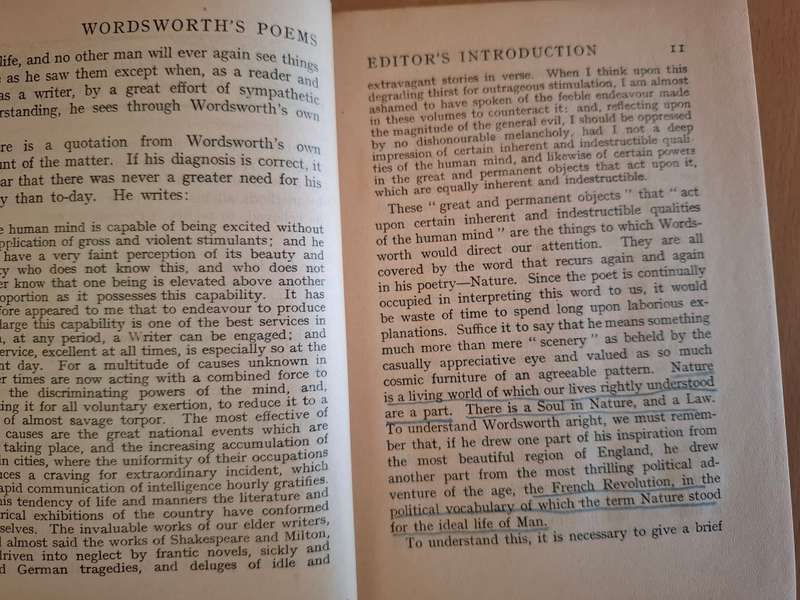 WORDSWORTH'S POEMS
life, and no other man will ever again see things
as he saw them except when, as a reader and
as a writer, by a great effort of sympathetic
rstanding, he sees through Wordsworth's own
re is a quotation from Wordsworth's own
unt of the matter. If his diagnosis is correct, it
ar that there was never a greater need for his
y than to-day. He writes:
e human mind is capable of being excited without
pplication of gross and violent stimulants; and he
have a very faint perception of its beauty and
ty who does not know this, and who does not
er know that one being is elevated above another
oportion as it possesses this capability. It has
fore appeared to me that to endeavour to produce
large this capability is one of the best services in
, at any period, a Writer can be engaged; and
ervice, excellent at all times, is especially so at the
nt day. For a multitude of causes unknown in
er times are now acting with a combined force to
the discriminating powers of the mind, and,
ing it for all voluntary exertion, to reduce it to a
of almost savage torpor. The most effective of
causes are the great national events which are
taking place, and the increasing accumulation of
in cities, where the uniformity of their occupations
uces a craving for extraordinary incident, which
apid communication of intelligence hourly gratifies.
his tendency of life and manners the literature and
rical exhibitions of the country have conformed
selves. The invaluable works of our elder writers,
almost said the works of Shakespeare and Milton,
driven into neglect by frantic novels, sickly and
d German tragedies, and deluges of idle and
EDITOR'S INTRODUCTION 11
extravagant stories in verse. When I think upon this
degrading thirst for outrageous stimulation, I am almost
ashamed to have spoken of the feeble endeavour made
in these volumes to counteract it: and, reflecting upon
the magnitude of the general evil, I should be oppressed
by no dishonourable melancholy, had I not a deep
impression of certain inherent and indestructible quali-
ties of the human mind, and likewise of certain powers
in the great and permanent objects that act upon it,
which are equally inherent and indestructible.
These “ great and permanent objects ” that “ act
upon certain inherent and indestructible qualities
of the human mind ” are the things to which Words-
worth would direct our attention. They are all
covered by the word that recurs again and again
in his poetry—Nature. Since the poet is continually
occupied in interpreting this word to us, it would
be waste of time to spend long upon laborious ex-
planations. Suffice it to say that he means something
much more than mere “ scenery ” as beheld by the
casually appreciative eye and valued as so much
cosmic furniture of an agreeable pattern. Nature
is a living world of which our lives rightly understood
are a part. There is a Soul in Nature, and a Law.
To understand Wordsworth aright, we must remem-
ber that, if he drew one part of his inspiration from
the most beautiful region of England, he drew
another part from the most thrilling political ad-
venture of the age, the French Revolution, in the
political vocabulary of which the term Nature stood
for the ideal life of Man.
To understand this, it is necessary to give a brief